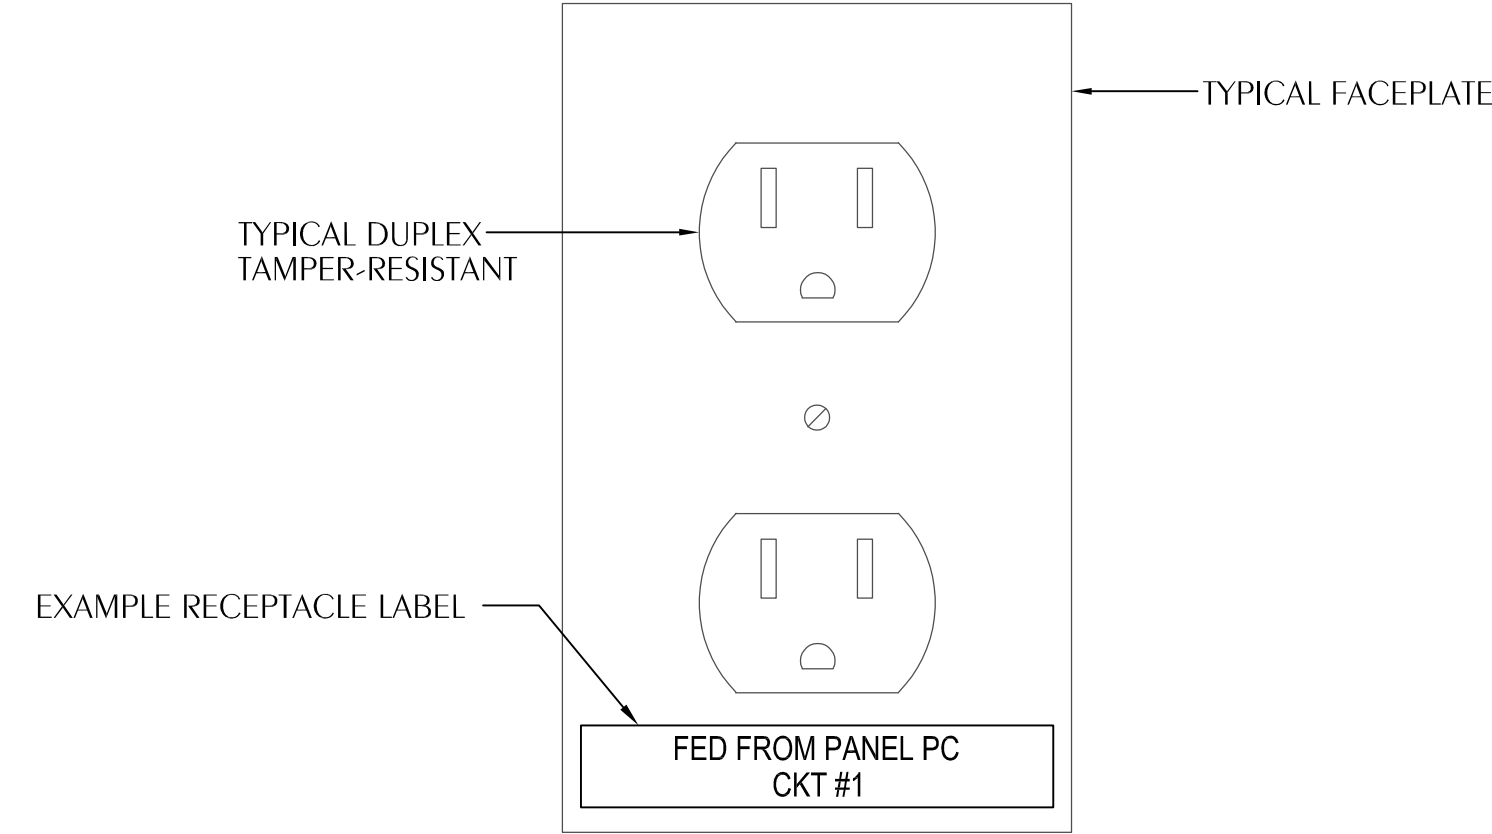 TYPICAL FACEPLATE
TYPICAL DUPLEX
TAMPER-RESISTANT
EXAMPLE RECEPTACLE LABEL
FED FROM PANEL PC
CKT #1